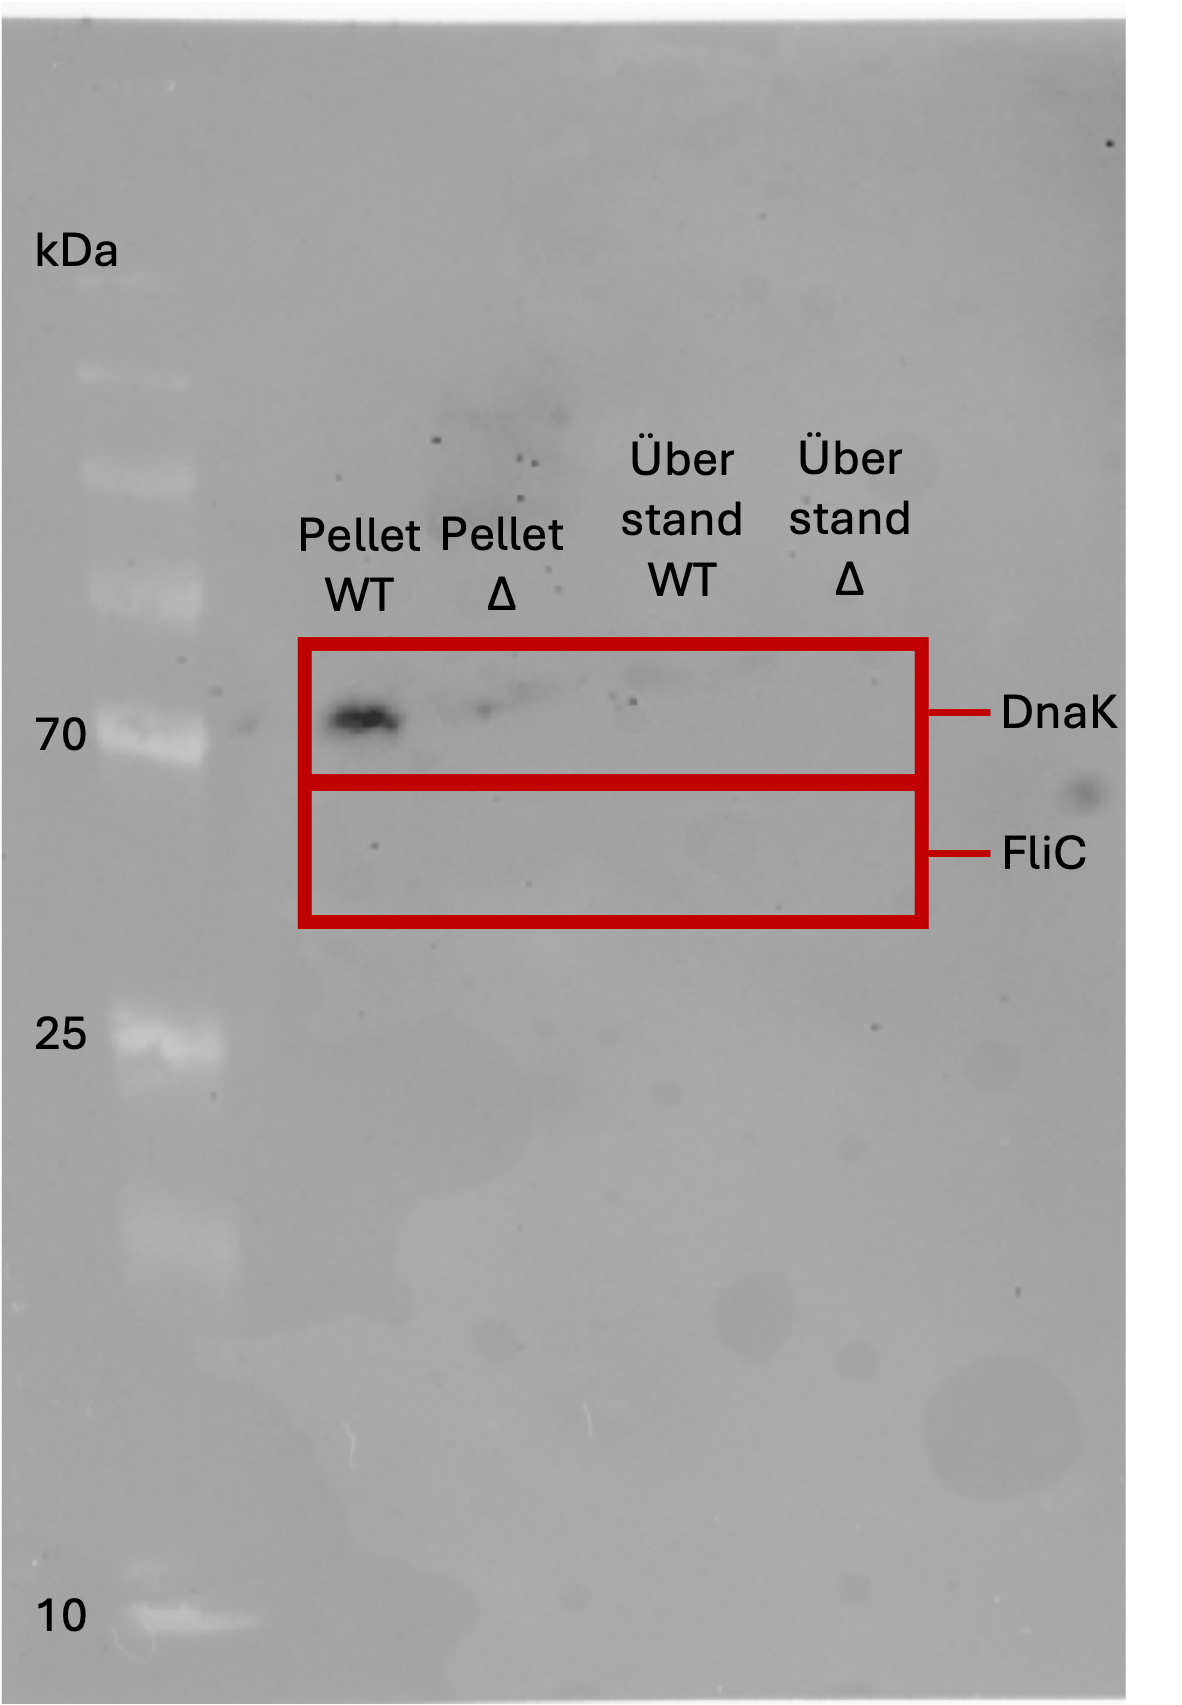 kDa
Pellet
WT
Pellet
Δ
Über
stand
WT
Über
stand
Δ
70
DnaK
FliC
25
10